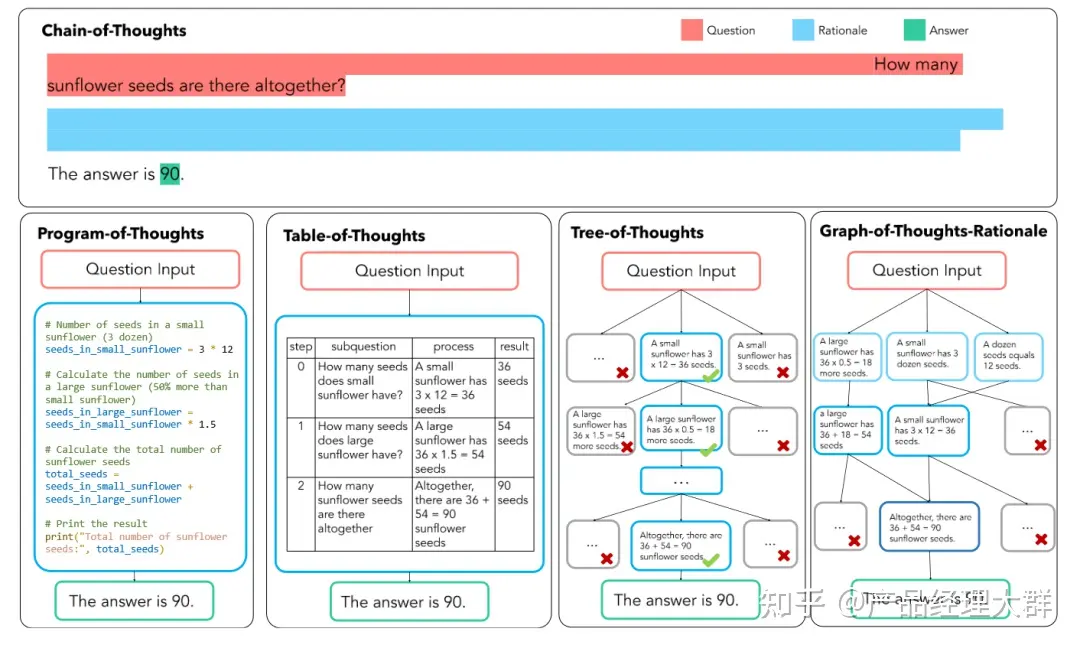 Chain-of-Thoughts
Question
Rationale
Answer
How many
sunflower seeds are there altogether?
The answer is 90.
Program-of-Thoughts
Question Input
# Number of seeds in a small
sunflower (3 dozen)
seeds_in_small_sunflower = 3 * 12
# Calculate the number of seeds in
a large sunflower (50% more than
small sunflower)
seeds_in_large_sunflower =
seeds_in_small_sunflower * 1.5
# Calculate the total number of
sunflower seeds
total_seeds =
seeds_in_small_sunflower +
seeds_in_large_sunflower
# Print the result
print("Total number of sunflower
seeds:", total_seeds)
The answer is 90.
Table-of-Thoughts
Question Input
step
subquestion
process
result
0
How many seeds
does small
sunflower have?
A small
sunflower has
3 x 12 = 36
seeds
36
seeds
1
How many seeds
does large
sunflower have?
A large
sunflower has
36 x 1.5 = 54
seeds
54
seeds
2
How many
sunflower seeds
are there
altogether
Altogether,
there are 36 +
54 = 90
sunflower
seeds
90
seeds
The answer is 90.
Tree-of-Thoughts
Question Input
...
A small
sunflower has 3
x 12 = 36 seeds.
A small
sunflower has
3 seeds.
A large
sunflower has
36 x 1.5 = 54
more seeds.
A large sunflower
has 36 x 0.5 = 18
more seeds.
...
...
...
Altogether, there are
36 + 54 = 90
sunflower seeds.
...
The answer is 90.
Graph-of-Thoughts-Rationale
Question Input
A large
sunflower has
36 x 0.5 = 18
more seeds.
A small
sunflower has 3
dozen seeds.
A dozen
seeds equals
12 seeds.
a large
sunflower has
36 + 18 = 54
seeds
A small sunflower
has 3 x 12 = 36
seeds.
...
...
Altogether, there are
36 + 54 = 90
sunflower seeds.
...
The answer is 90.
知乎 @产品经理大群